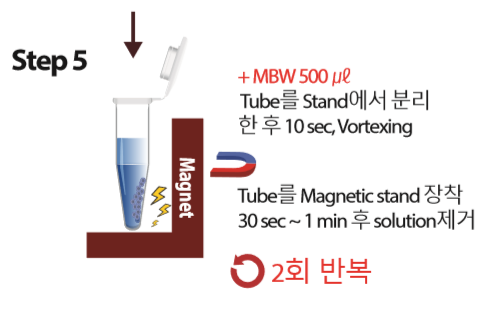 Step 5
+ MBW 500 μℓ
Tube를 Stand에서 분리
한 후 10 sec, Vortexing
Magnet
Tube를 Magnetic stand 장착
30 sec ~ 1 min 후 solution제거
2회 반복